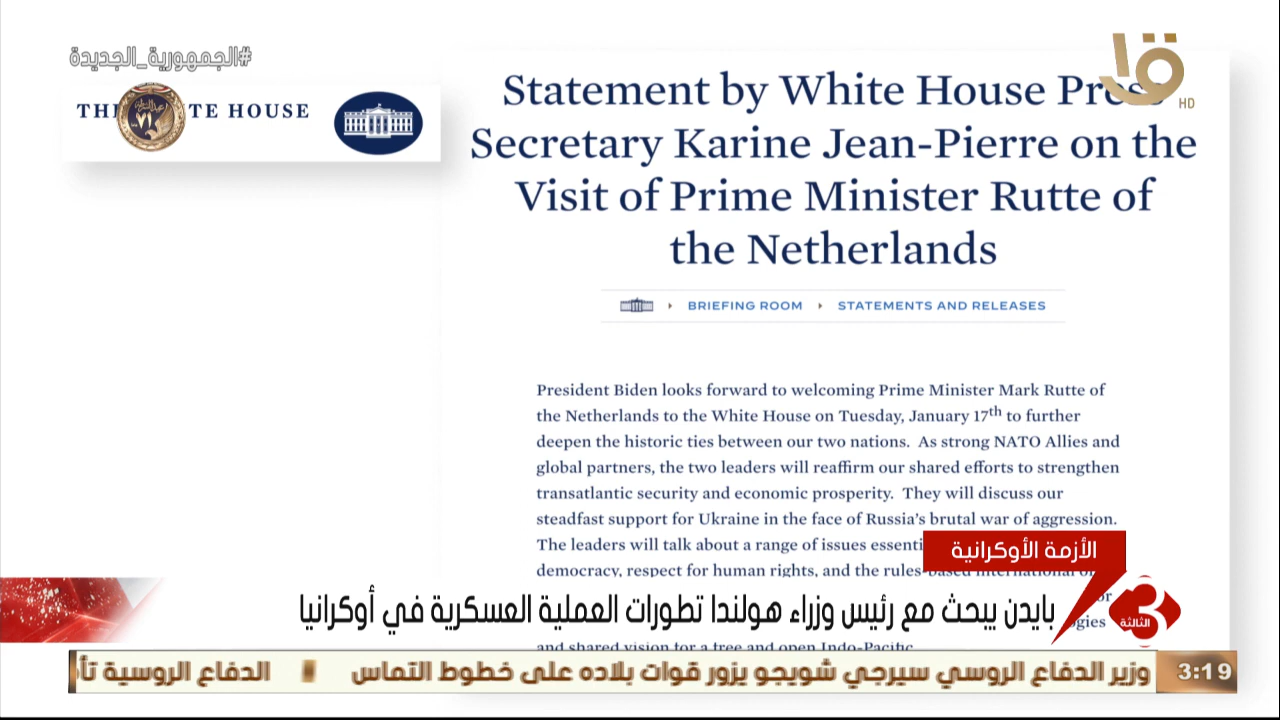 #الجمهورية_الجديدة
HD
TH TE HOUSE
Statement by White House Press
Secretary Karine Jean-Pierre on the
Visit of Prime Minister Rutte of
the Netherlands
BRIEFING ROOM STATEMENTS AND RELEASES
President Biden looks forward to welcoming Prime Minister Mark Rutte of
the Netherlands to the White House on Tuesday, January 17th to further
deepen the historic ties between our two nations. As strong NATO Allies and
global partners, the two leaders will reaffirm our shared efforts to strengthen
transatlantic security and economic prosperity. They will discuss our
steadfast support for Ukraine in the face of Russia's brutal war of aggression.
The leaders will talk about a range of issues
democracy, respect for human rights, and the rules-based international
and shared vision for a free and open Indo-Pacific
الأزمة الأوكرانية
بايدن يبحث مع رئيس وزراء هولندا تطورات العملية العسكرية في أوكرانيا
3 الثالثة
وزير الدفاع الروسي سيرجي شويجو يزور قوات بلاده على خطوط التماس الدفاع الروسية
3:19